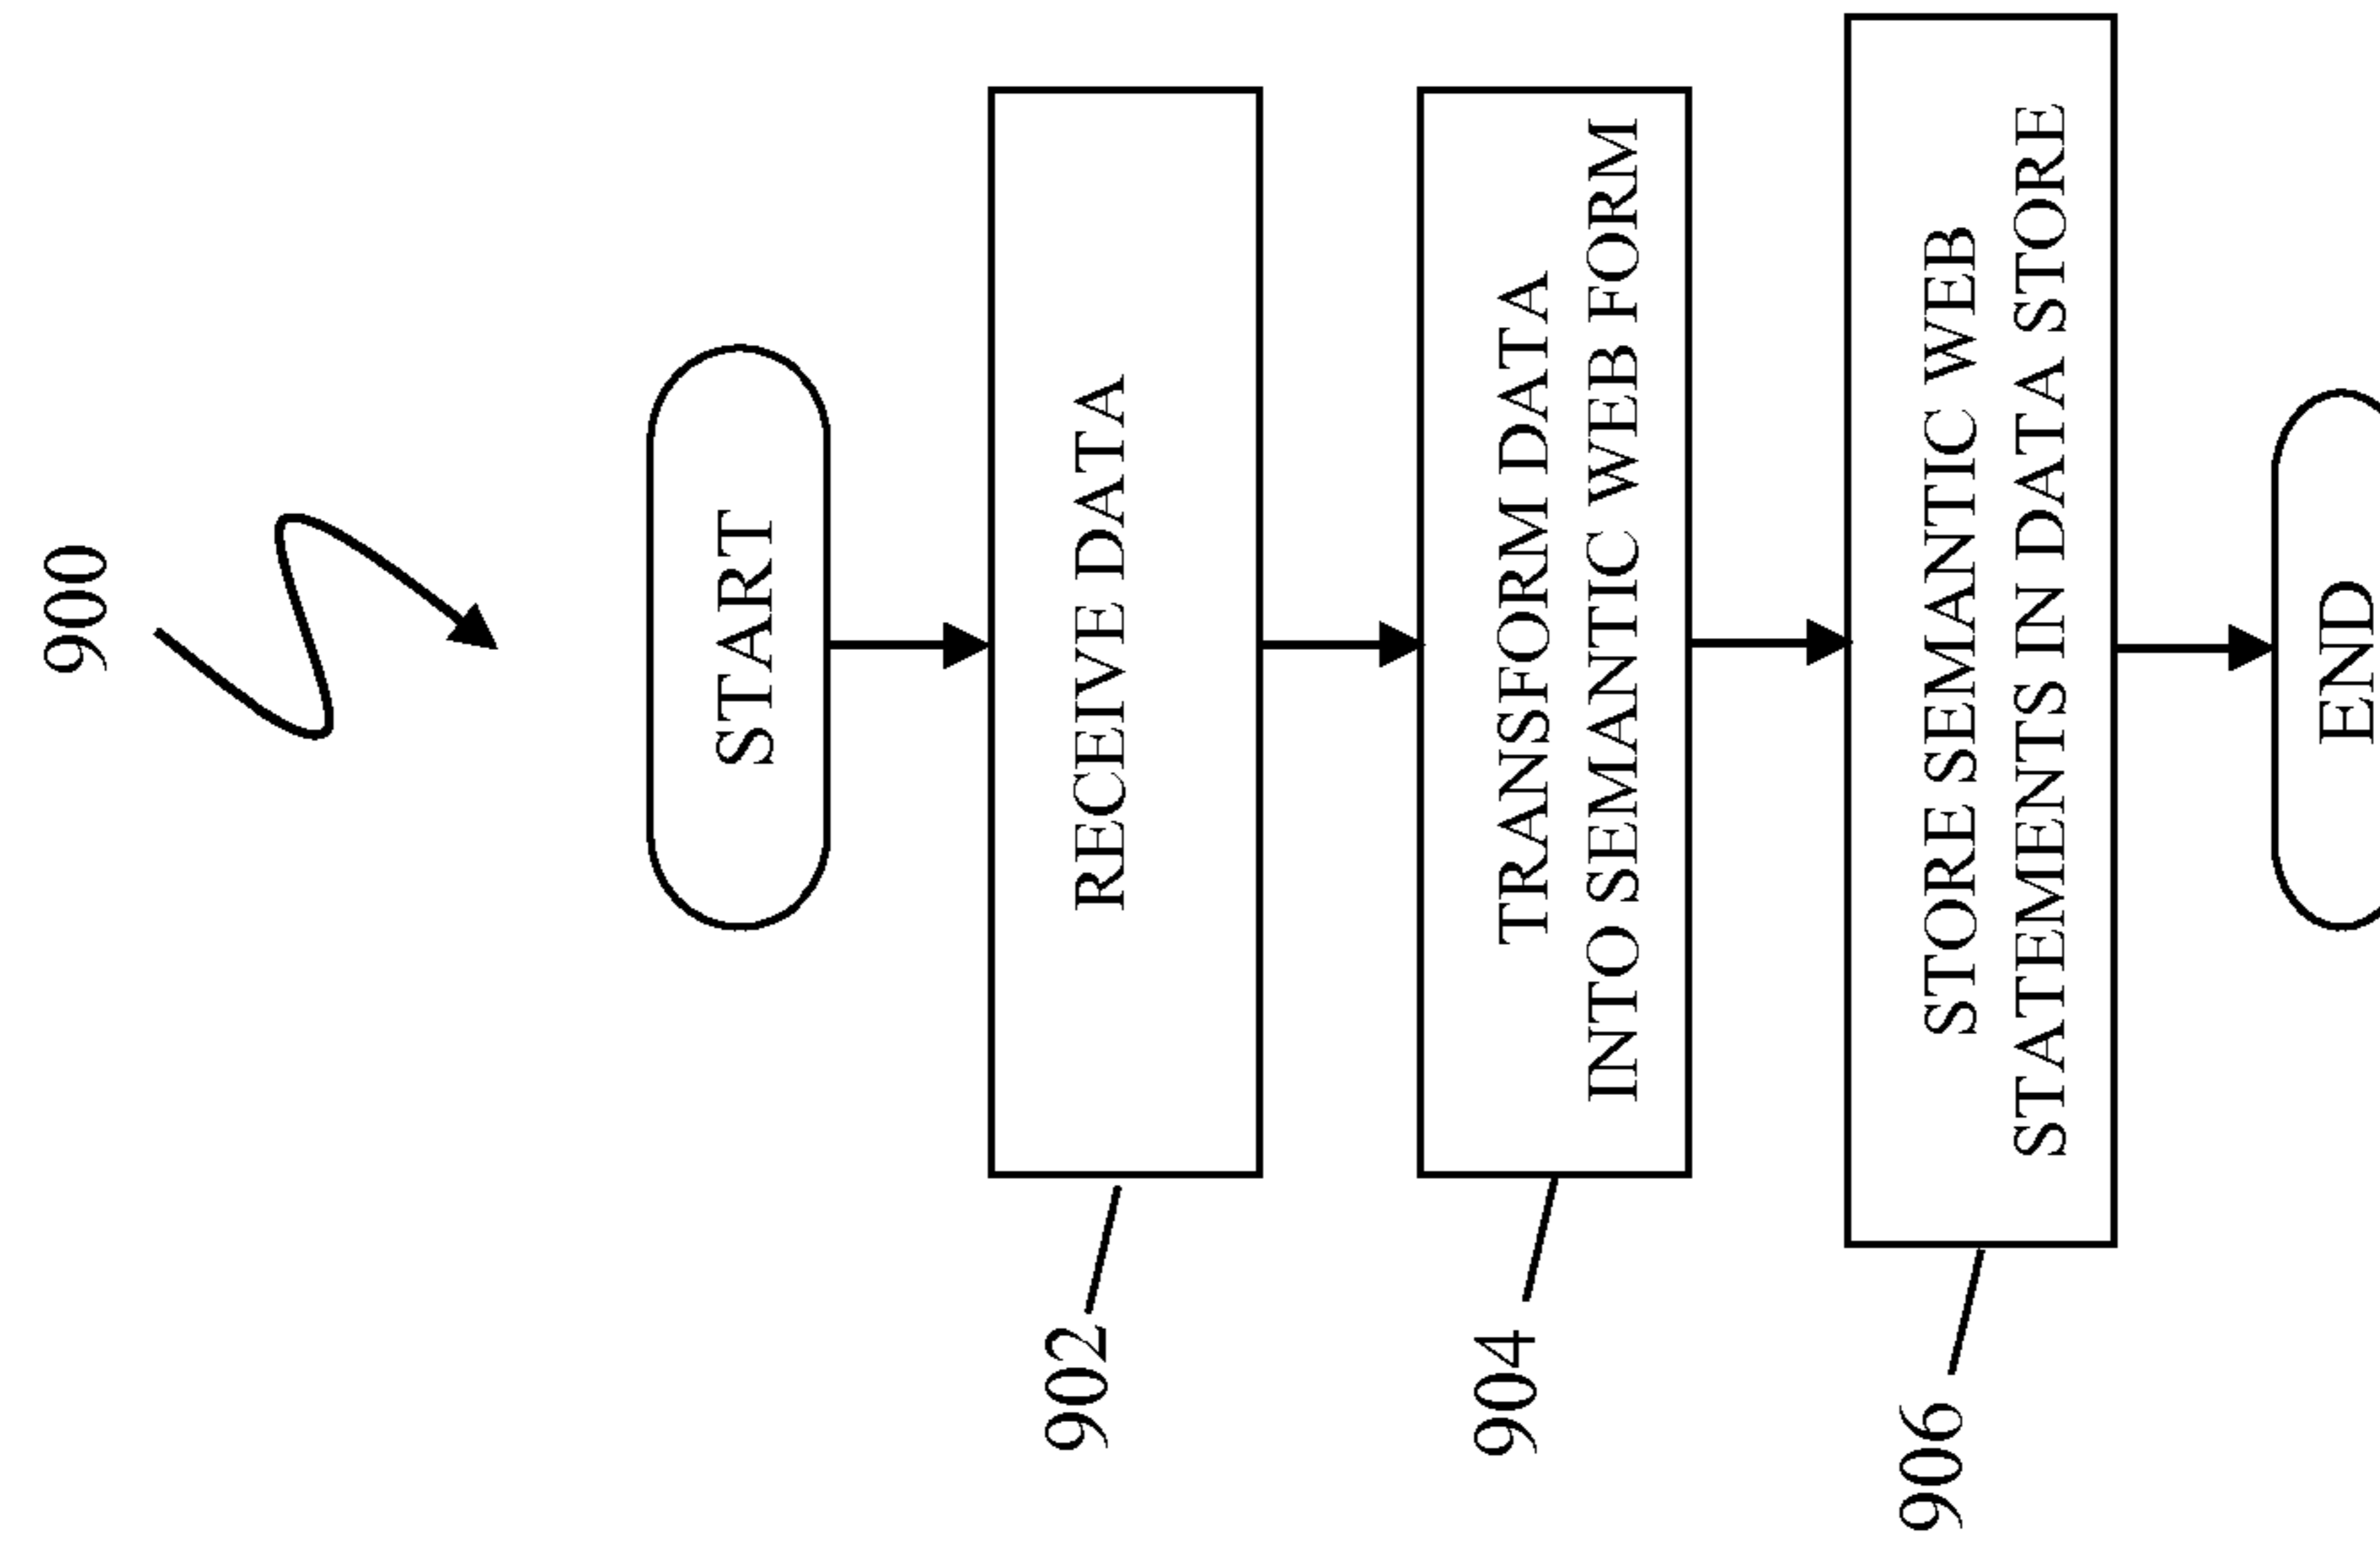 900
START
RECEIVE DATA
902
TRANSFORM DATA
INTO SEMANTIC WEB FORM
904
STORE SEMANTIC WEB
STATEMENTS IN DATA STORE
906
END